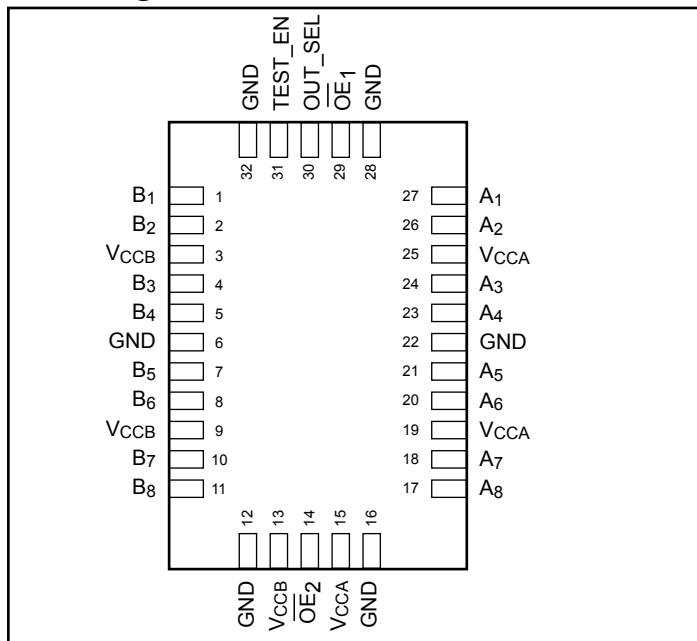 GND
TEST_EN
OUT_SEL
OE1
GND
32
31
30
29
28
B1 1
27 A1
B2 2
26 A2
VCCB 3
25 VCCA
B3 4
24 A3
B4 5
23 A4
GND 6
22 GND
B5 7
21 A5
B6 8
20 A6
VCCB 9
19 VCCA
B7 10
18 A7
B8 11
17 A8
12
13
14
15
16
GND
VCCB
OE2
VCCA
GND